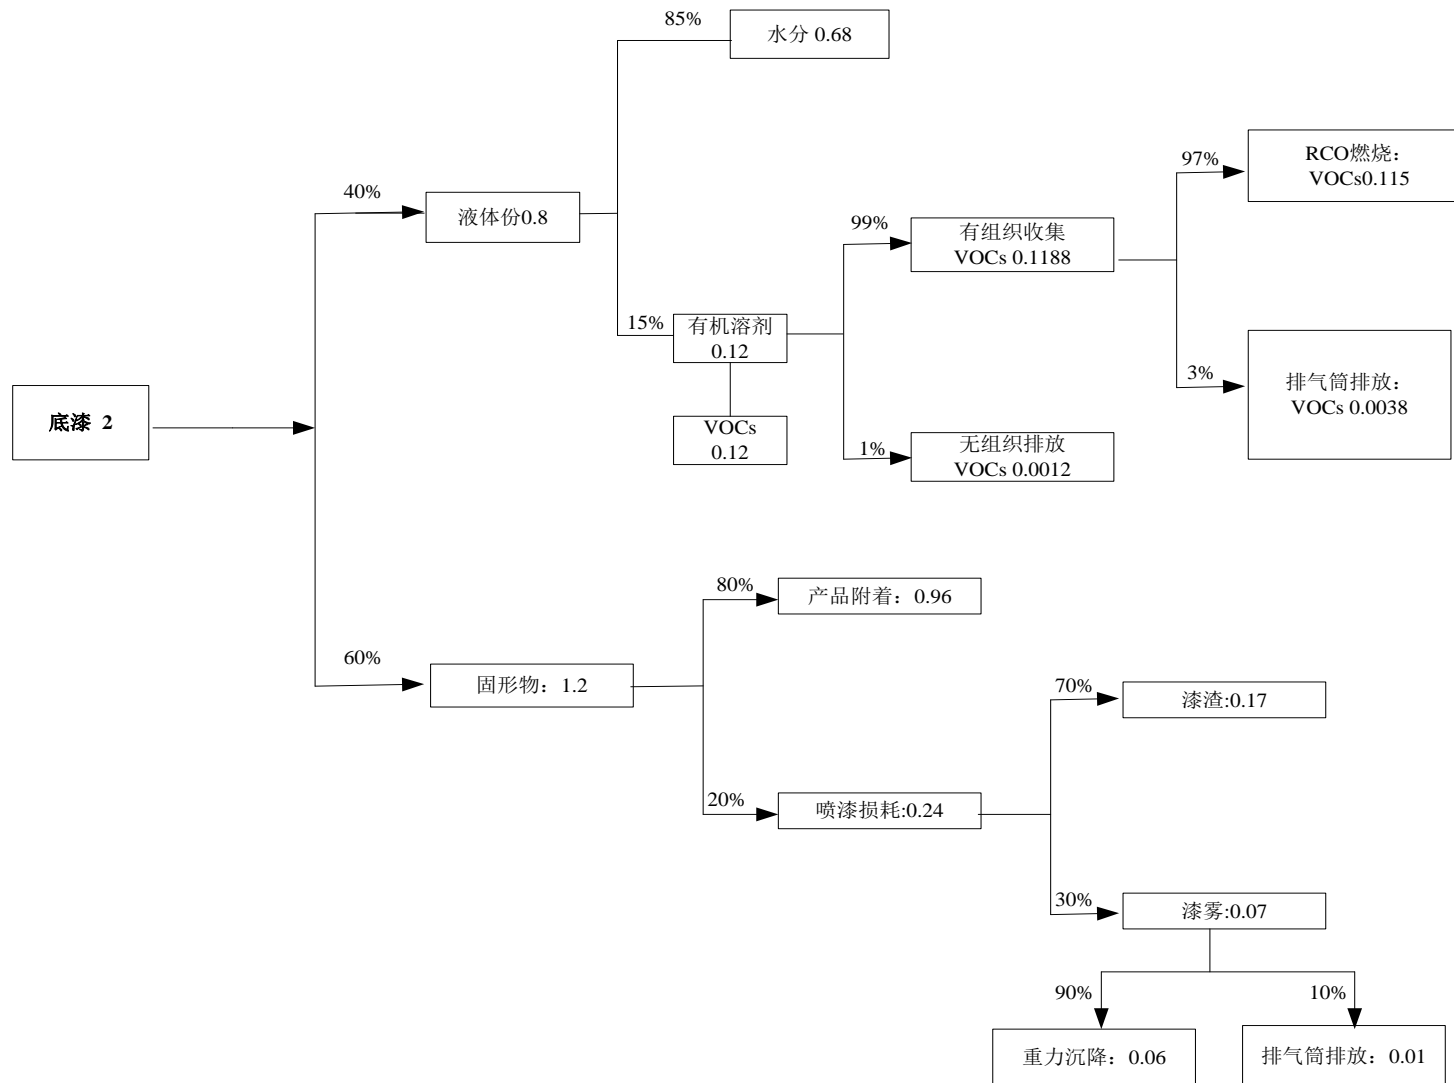 85%
水分 0.68
RCO燃烧：
VOCs0.115
97%
40%
液体份0.8
99%
有组织收集
VOCs 0.1188
15%
有机溶剂
0.12
3%
排气筒排放：
VOCs 0.0038
底漆 2
VOCs
0.12
1%
无组织排放
VOCs 0.0012
80%
产品附着：0.96
60%
固形物：1.2
70%
漆渣:0.17
20%
喷漆损耗:0.24
30%
漆雾:0.07
90%
10%
重力沉降：0.06
排气筒排放：0.01